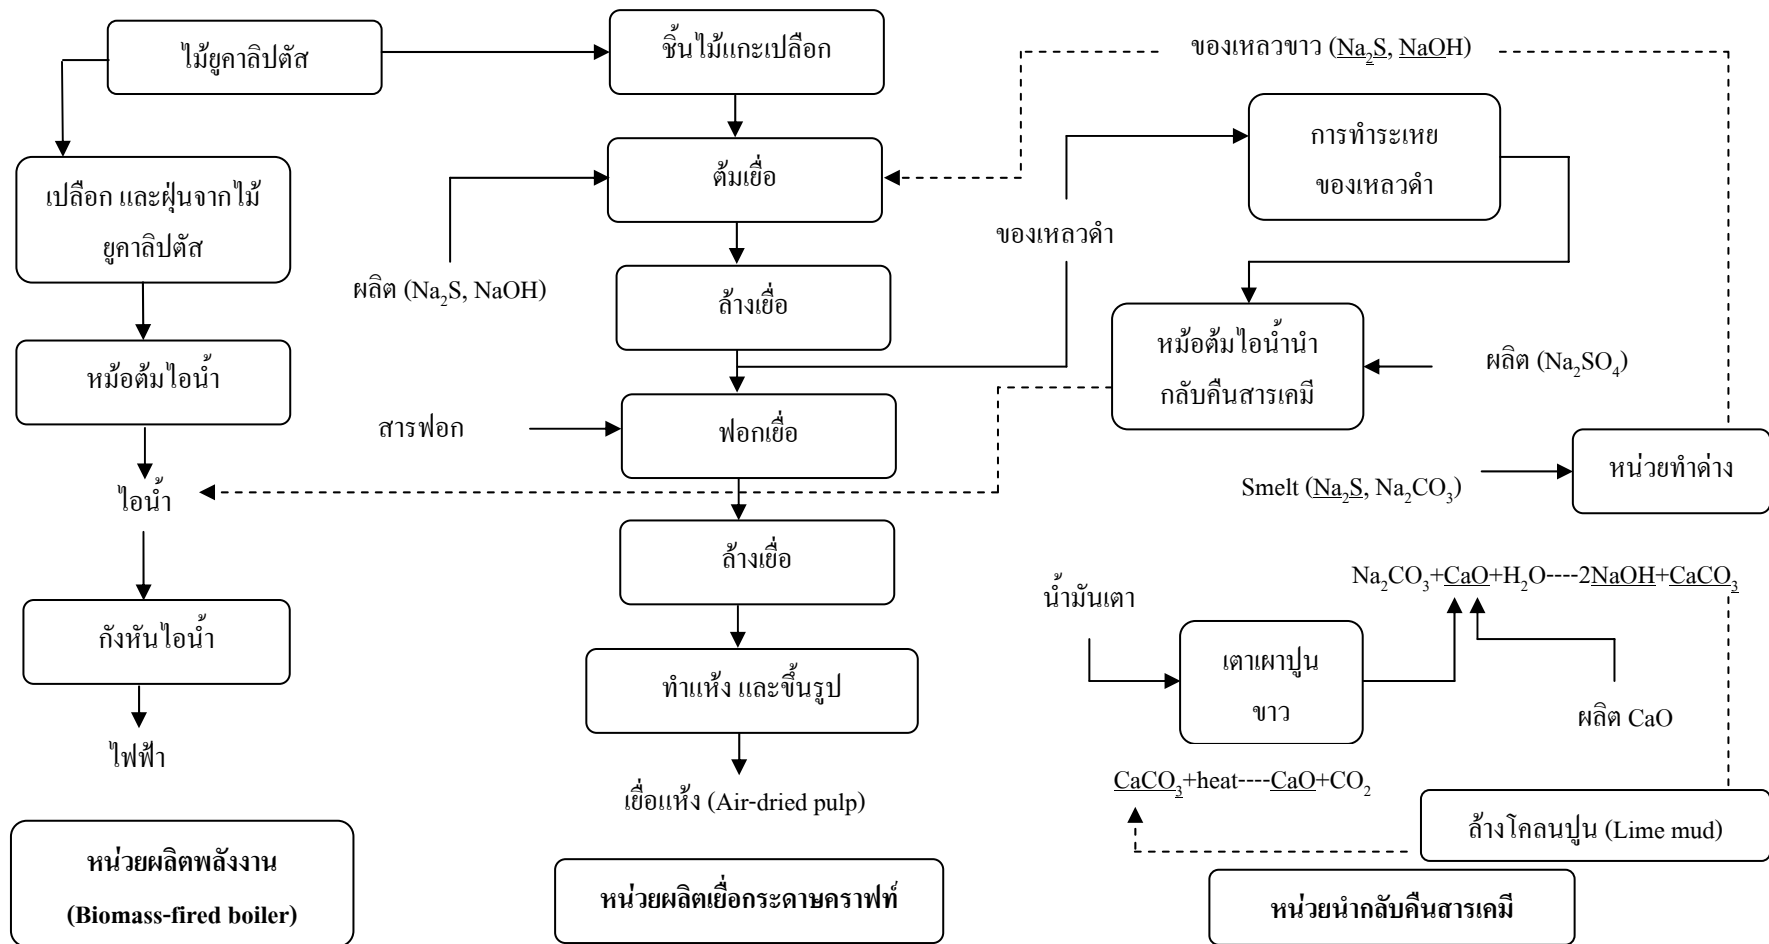 ไม้ยูคาลิปตัส
ชิ้นไม้แกะเปลือก
ของเหลวขาว (Na2S, NaOH)
การทำระเหย
ของเหลวดำ
ต้มเยื่อ
เปลือก และฝุ่นจากไม้
ยูคาลิปตัส
ของเหลวดำ
ผลิต (Na2S, NaOH)
ล้างเยื่อ
หม้อต้มไอน้ำ
หม้อต้มไอน้ำนำ
กลับคืนสารเคมี
ผลิต (Na2SO4)
สารฟอก
ฟอกเยื่อ
หน่วยทำด่าง
ไอน้ำ
Smelt (Na2S, Na2CO3)
ล้างเยื่อ
Na2CO3+CaO+H2O----2NaOH+CaCO3
น้ำมันเตา
กังหันไอน้ำ
ทำแห้ง และขึ้นรูป
เตาเผาปูน
ขาว
ผลิต CaO
ไฟฟ้า
เยื่อแห้ง (Air-dried pulp)
CaCO3+heat----CaO+CO2
ล้างโคลนปูน (Lime mud)
หน่วยผลิตพลังงาน
(Biomass-fired boiler)
หน่วยผลิตเยื่อกระดาษคราฟท์
หน่วยนำกลับคืนสารเคมี